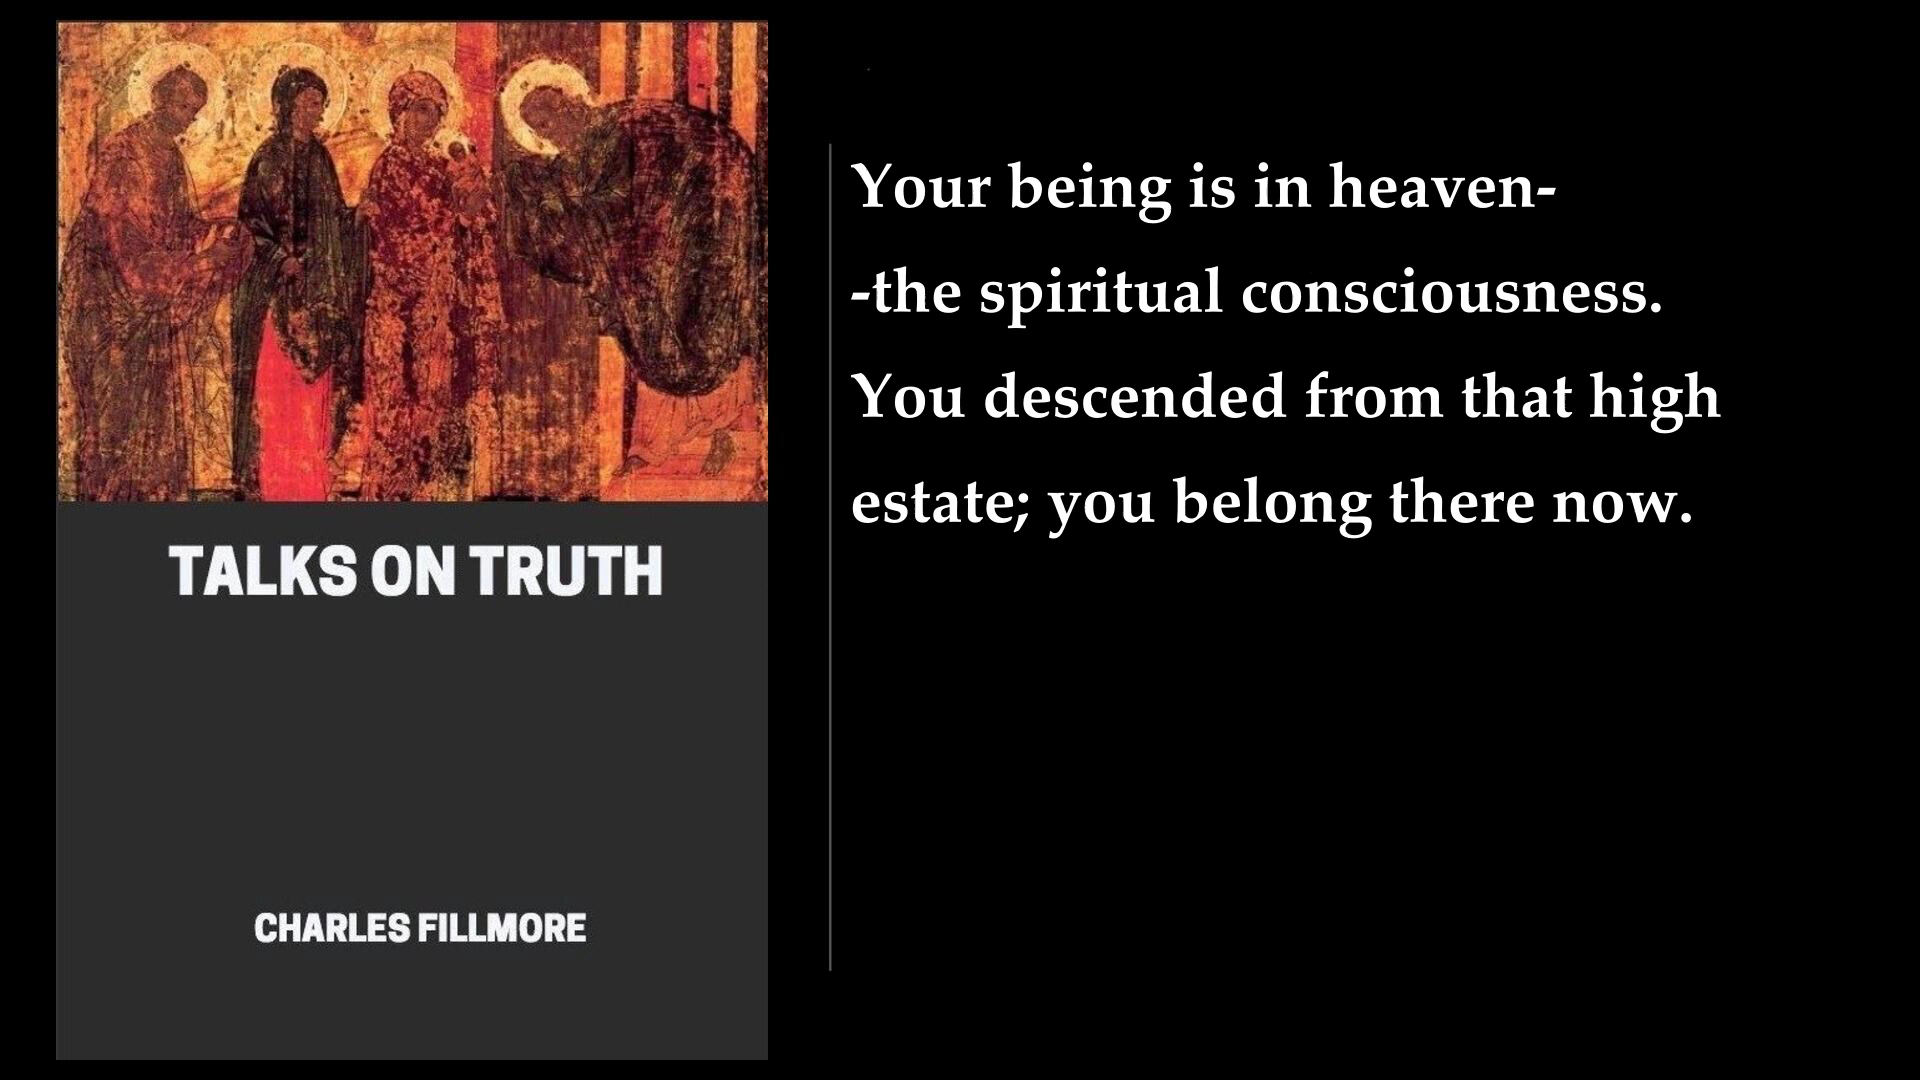 TALKS ON TRUTH
CHARLES FILLMORE
Your being is in heaven-
-the spiritual consciousness.
You descended from that high
estate; you belong there now.